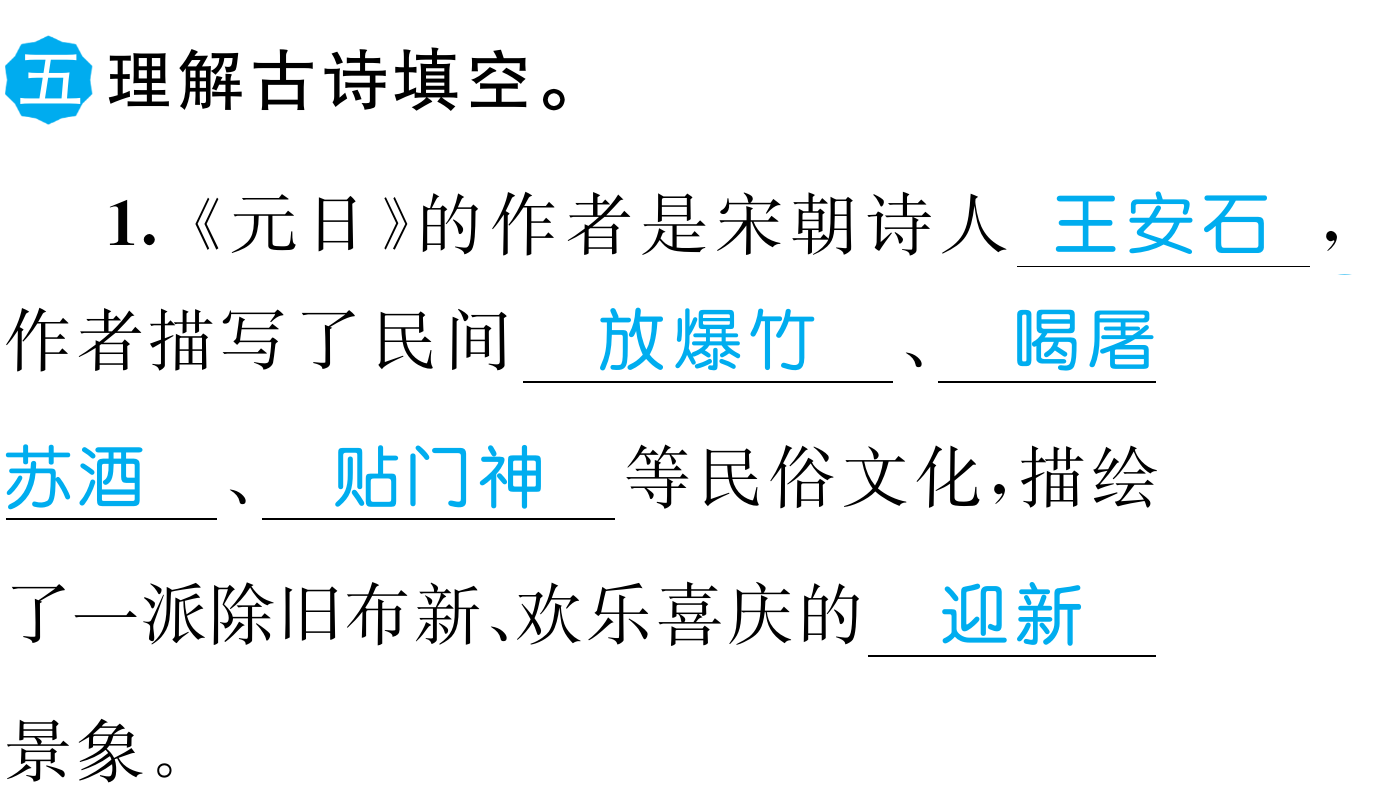 五 理解古诗填空。
1.《元日》的作者是宋朝诗人 王安石 ，
作者描写了民间 放爆竹 、 喝屠
苏酒 、 贴门神 等民俗文化，描绘
了一派除旧布新、欢乐喜庆的 迎新
景象。